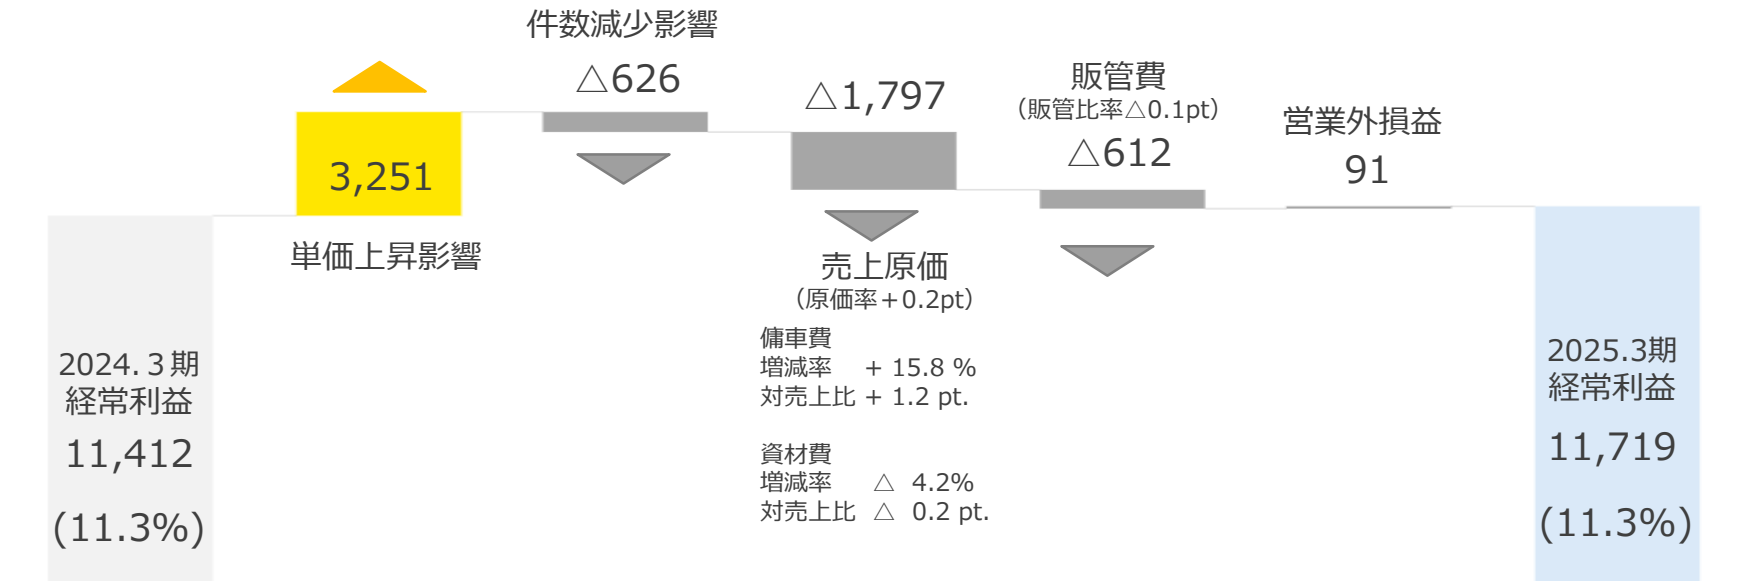 2024.３期
経常利益
11,412
(11.3%)
3,251
単価上昇影響
件数減少影響
△626
△1,797
売上原価
（原価率＋0.2pt）
傭車費
増減率 + 15.8 %
対売上比 + 1.2 pt.
資材費
増減率 △ 4.2%
対売上比 △ 0.2 pt.
販管費
（販管比率△0.1pt）
△612
営業外損益
91
2025.3期
経常利益
11,719
(11.3%)